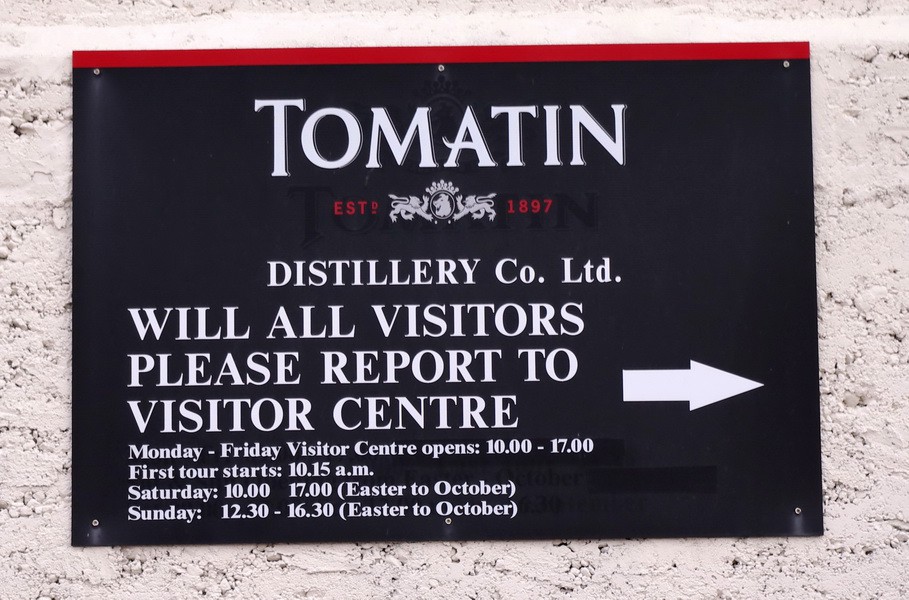 TOMATIN
ESTD 1897
DISTILLERY Co. Ltd.
WILL ALL VISITORS
PLEASE REPORT TO
VISITOR CENTRE
Monday - Friday Visitor Centre opens: 10.00 - 17.00
First tour starts: 10.15 a.m.
Saturday: 10.00 17.00 (Easter to October)
Sunday: 12.30 - 16.30 (Easter to October)